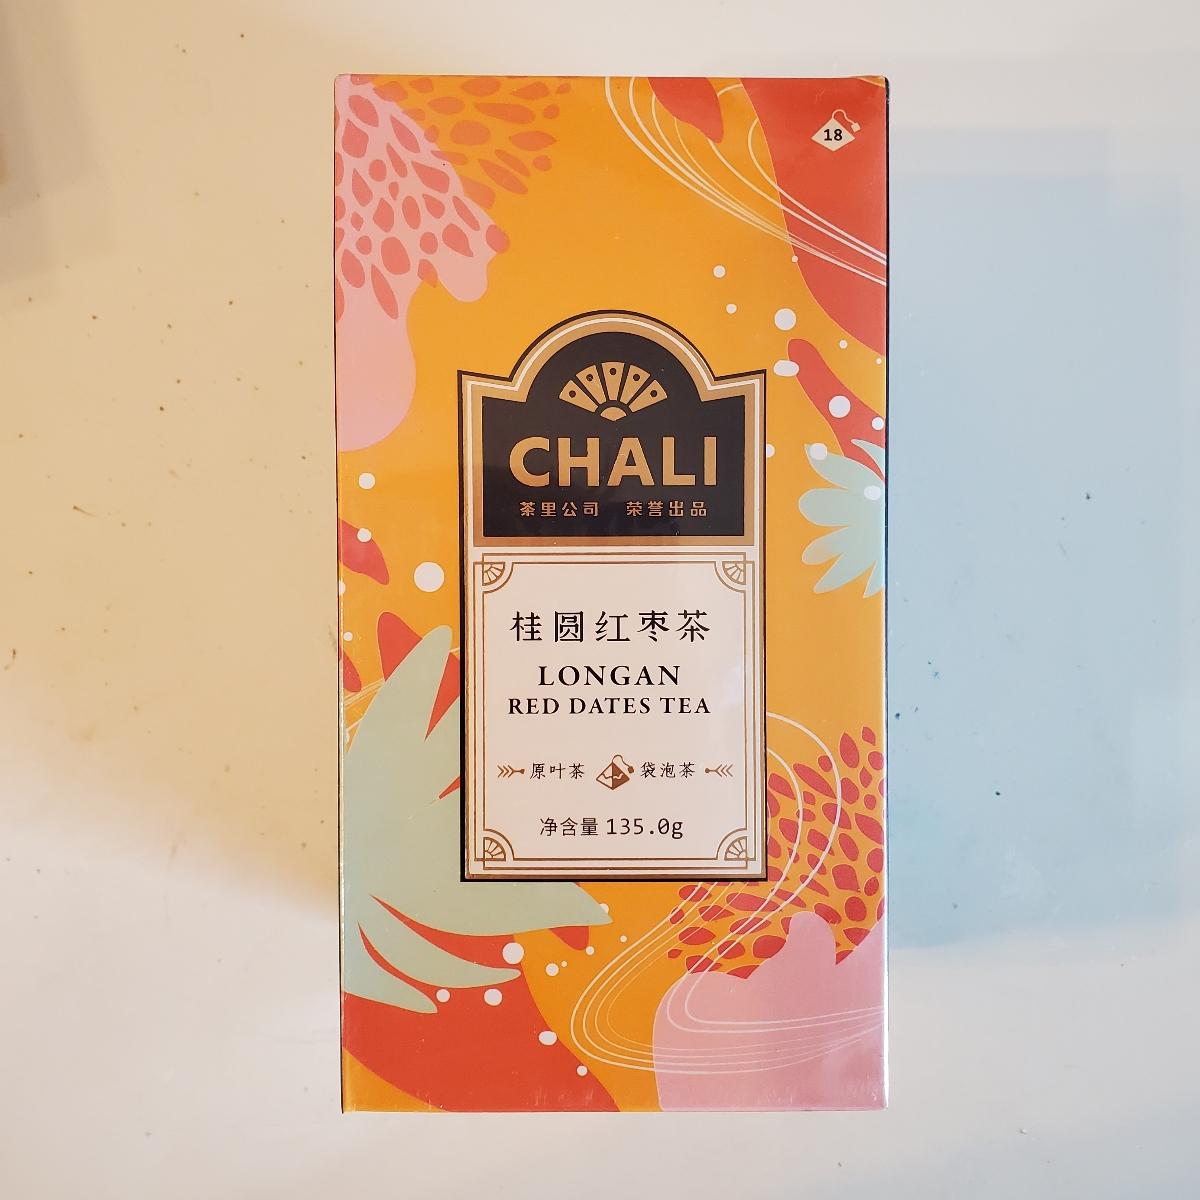 18
CHALI
茶里公司 荣誉出品
桂圆红枣茶
LONGAN
RED DATES TEA
原叶茶 袋泡茶
净含量 135.0g